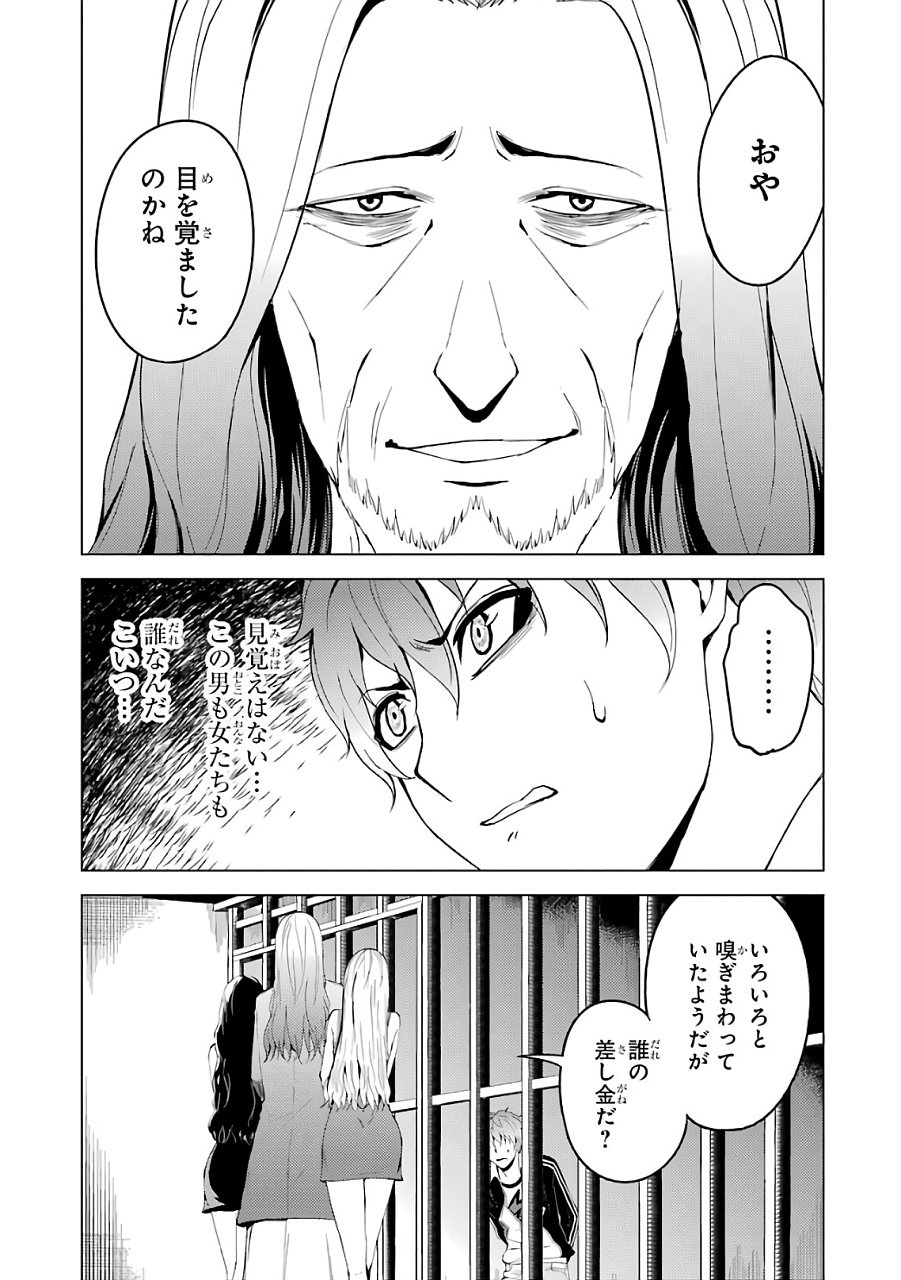 おや
目を覚ました
のかね
………
見覚えはない…
この男も女たちも
誰なんだ
こいつ…
いろいろと
嗅ぎまわって
いたようだが
誰の
差し金だ?